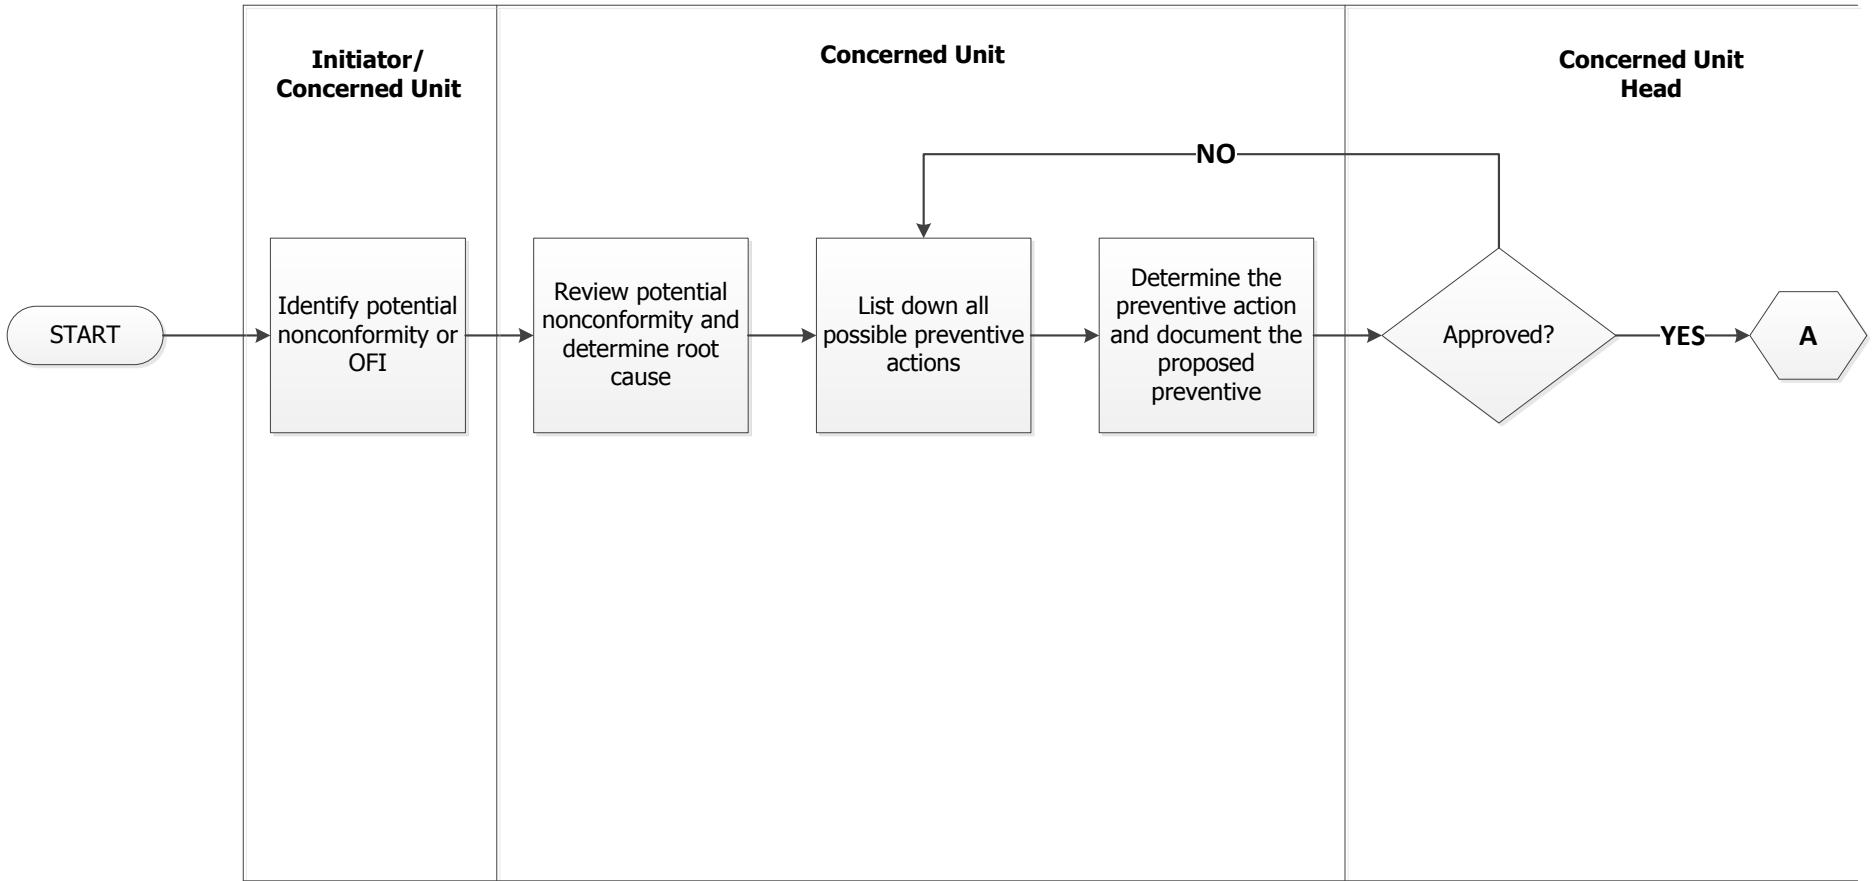 Initiator/
Concerned Unit
Concerned Unit
Concerned Unit
Head
NO
START
Identify potential
nonconformity or
OFI
Review potential
nonconformity and
determine root
cause
List down all
possible preventive
actions
Determine the
preventive action
and document the
proposed
preventive
Approved?
YES
A